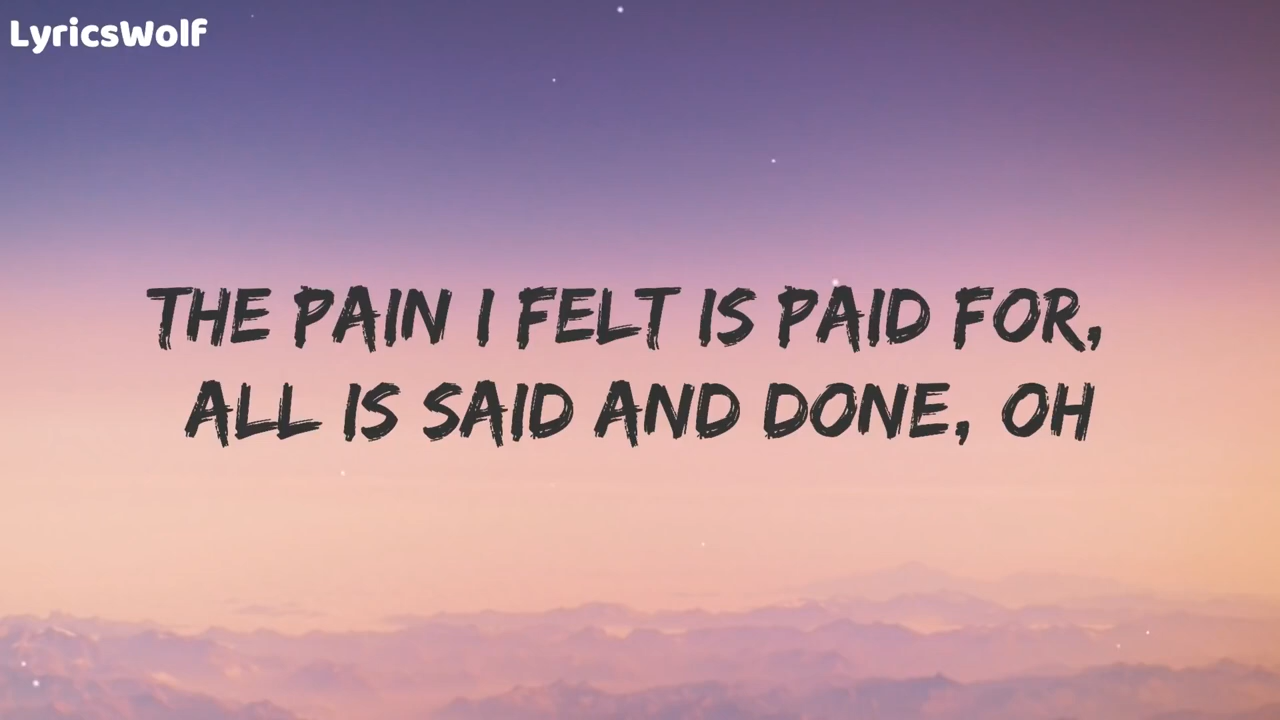 LyricsWolf
THE PAIN I FELT IS PAID FOR,
ALL IS SAID AND DONE, OH